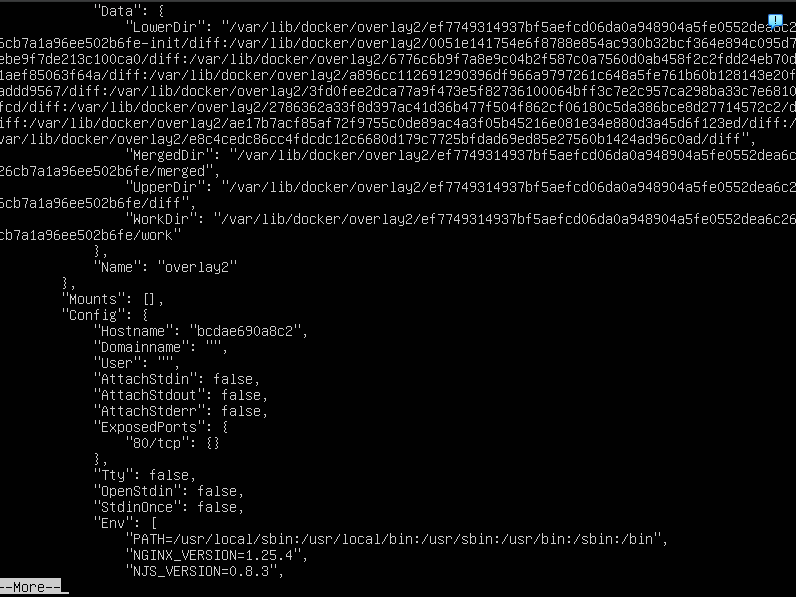 "Data": {
"LowerDir": "/var/lib/docker/overlay2/ef7749314937bf5aefcd06da0a948904a5fe0552dea6c2
6cb7a1a96ee502b6fe-init/diff:/var/lib/docker/overlay2/0051e141754e6f8788e854ac930b32bcf364e894c095d7
ebe9f7de213c100ca0/diff:/var/lib/docker/overlay2/6776c6b9f7a8e9c04b2f587c0a7560d0ab458f2c2fdd24eb70d
1aef85063f64a/diff:/var/lib/docker/overlay2/a896cc112691290396df966a9797261c648a5fe761b60b128143e20f
addd9567/diff:/var/lib/docker/overlay2/3fd0fee2dca77a9f473e5f82736100064bff3c7e2c957ca298ba33c7e6810
fcd/diff:/var/lib/docker/overlay2/2786362a33f8d397ac41d36b477f504f862cf06180c5da386bce8d27714572c2/d
iff:/var/lib/docker/overlay2/ae17b7acf85af72f9755c0de89ac4a3f05b45216e081e34e880d3a45d6f123ed/diff:/
var/lib/docker/overlay2/e8c4cedc86cc4fdcdc12c6680d179c7725bfdad69ed85e27560b1424ad96c0ad/diff",
"MergedDir": "/var/lib/docker/overlay2/ef7749314937bf5aefcd06da0a948904a5fe0552dea6c
26cb7a1a96ee502b6fe/merged",
"UpperDir": "/var/lib/docker/overlay2/ef7749314937bf5aefcd06da0a948904a5fe0552dea6c2
6cb7a1a96ee502b6fe/diff",
"WorkDir": "/var/lib/docker/overlay2/ef7749314937bf5aefcd06da0a948904a5fe0552dea6c26
cb7a1a96ee502b6fe/work"
},
"Name": "overlay2"
},
"Mounts": [],
"Config": {
"Hostname": "bcdae690a8c2",
"Domainname": "",
"User": "",
"AttachStdin": false,
"AttachStdout": false,
"AttachStderr": false,
"ExposedPorts": {
"80/tcp": {}
},
"Tty": false,
"OpenStdin": false,
"StdinOnce": false,
"Env": [
"PATH=/usr/local/sbin:/usr/local/bin:/usr/sbin:/usr/bin:/sbin:/bin",
"NGINX_VERSION=1.25.4",
"NJS_VERSION=0.8.3",
--More--